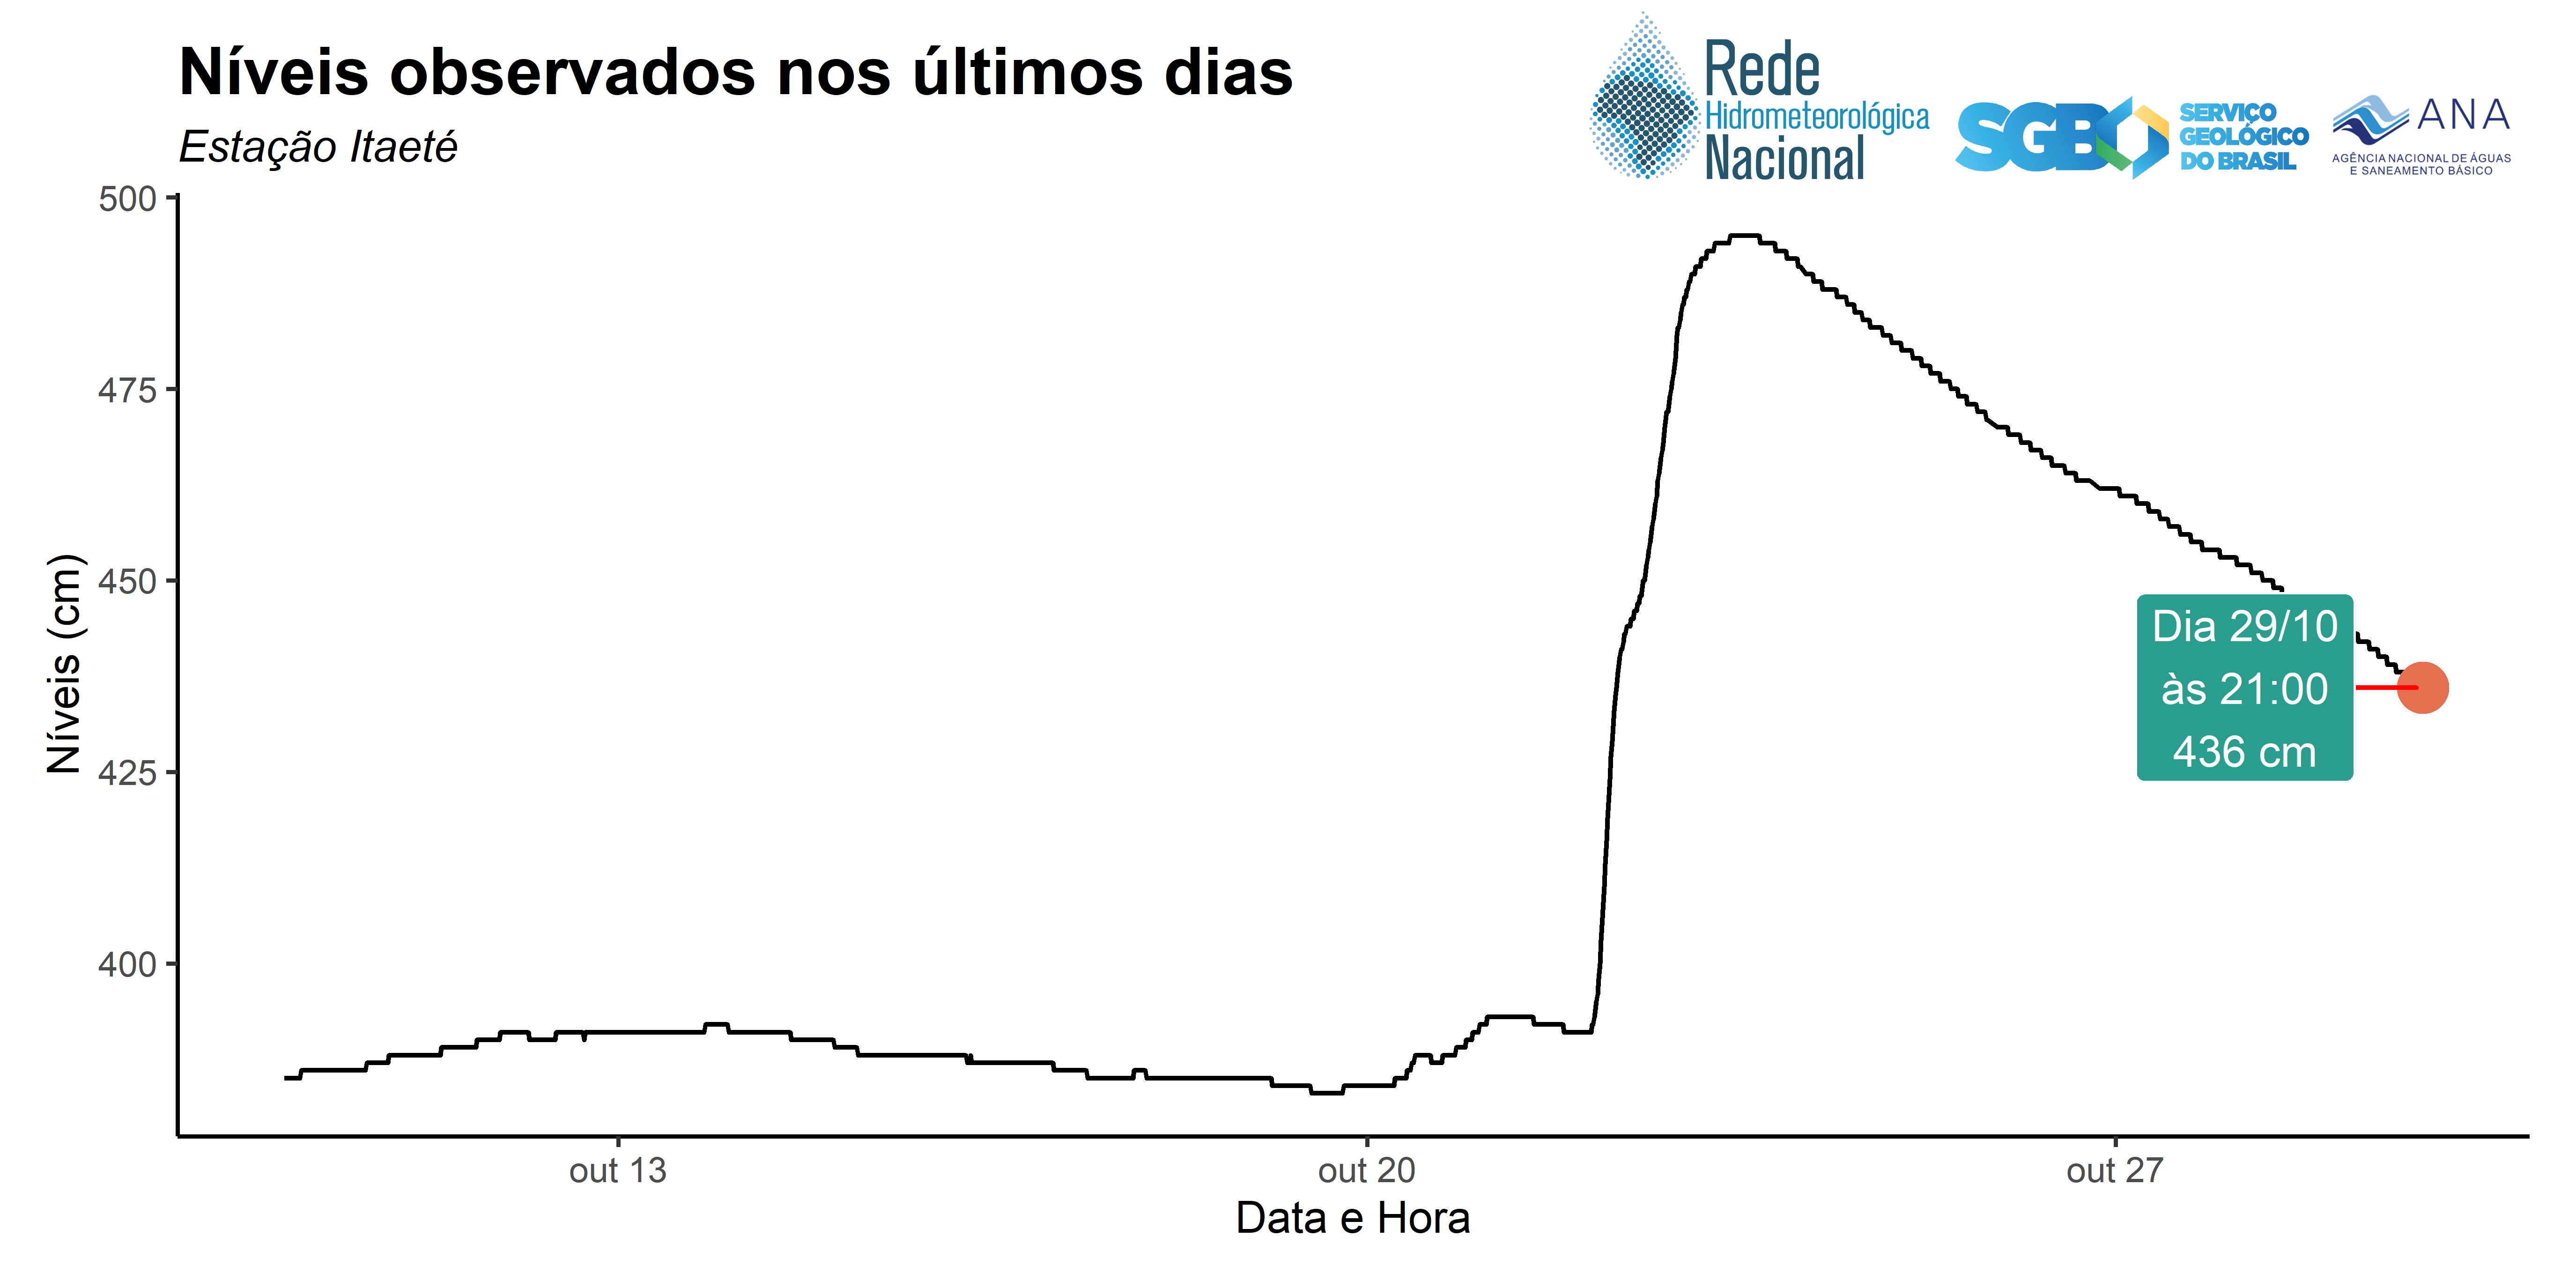 Níveis observados nos últimos dias
Estação Itaeté
Rede
Hidrometeorológica
Nacional
SGB
SERVIÇO
GEOLÓGICO
DO BRASIL
ANA
AGÊNCIA NACIONAL DE ÁGUAS
E SANEAMENTO BÁSICO
Níveis (cm)
500
475
450
425
400
Dia 29/10
às 21:00
436 cm
out 13
out 20
out 27
Data e Hora